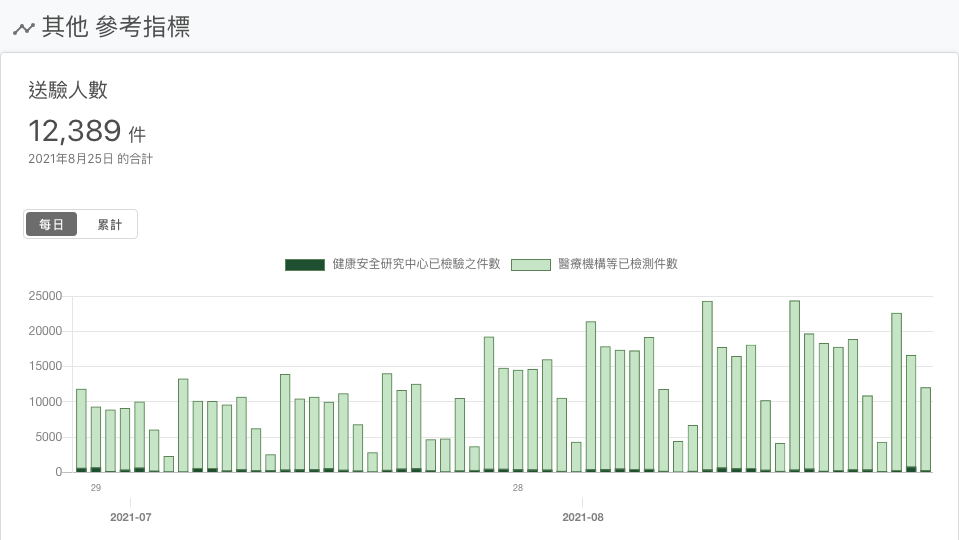 其他 參考指標
送驗人數
12,389 件
2021年8月25日 的合計
每日 累計
健康安全研究中心已檢驗之件數 醫療機構等已檢測件數
25000
20000
15000
10000
5000
0
29 28
2021-07 2021-08